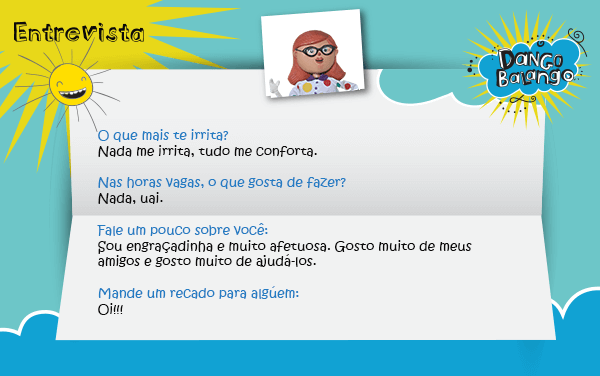 Entrevista
DANGO
BALANGO
O que mais te irrita?
Nada me irrita, tudo me conforta.
Nas horas vagas, o que gosta de fazer?
Nada, uai.
Fale um pouco sobre você:
Sou engraçadinha e muito afetuosa. Gosto muito de meus
amigos e gosto muito de ajudá-los.
Mande um recado para alguém:
Oi!!!